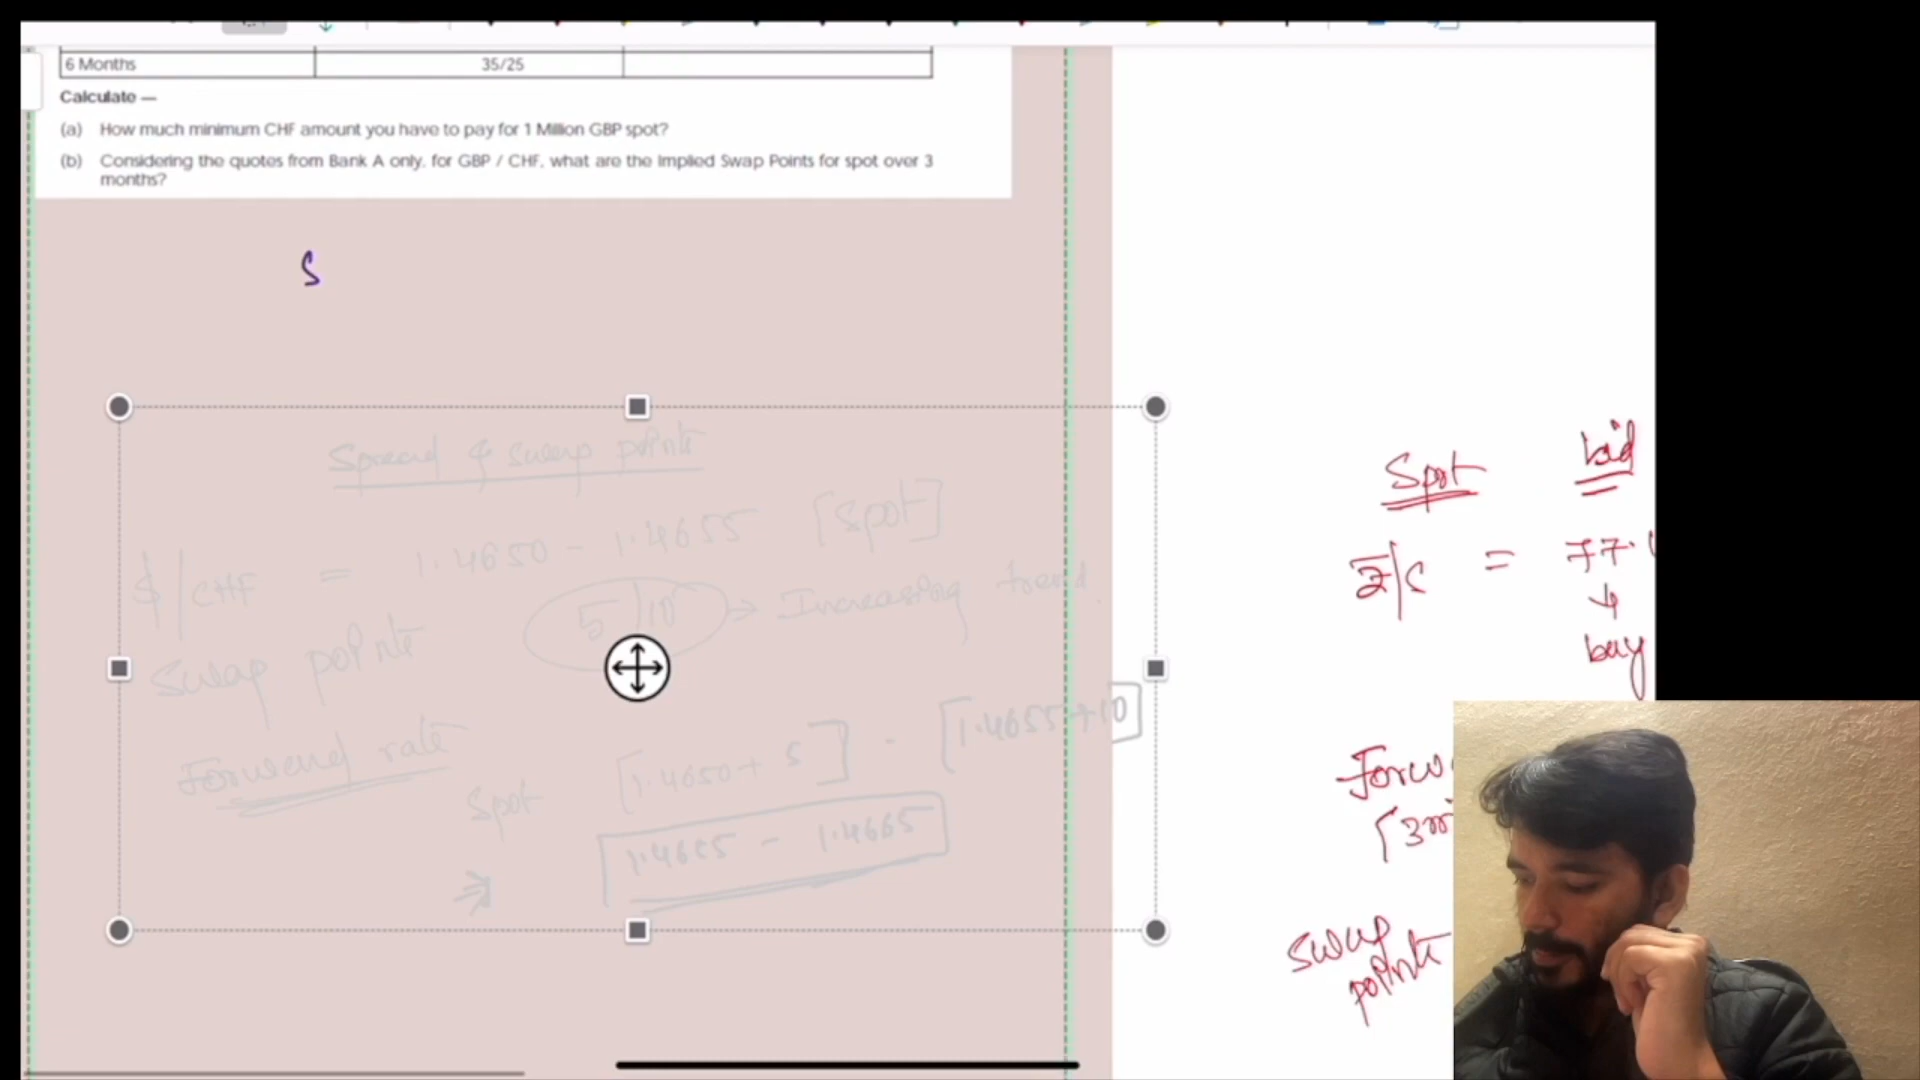 6 Months 35/25
Calculate —
(a) How much minimum CHF amount you have to pay for 1 Million GBP spot?
(b) Considering the quotes from Bank A only, for GBP / CHF, what are the Implied Swap Points for spot over 3
months?
S
Spread & swap points
$/CHF = 1.4650 - 1.4655 [Spot]
Swap points 5/10 → Increasing trend
Forward rate Spot [1.4650 + 5] - [1.4655+10]
⇒ 1.4655 - 1.4665
Spot bid
= 77.
↓
buy
swap
points